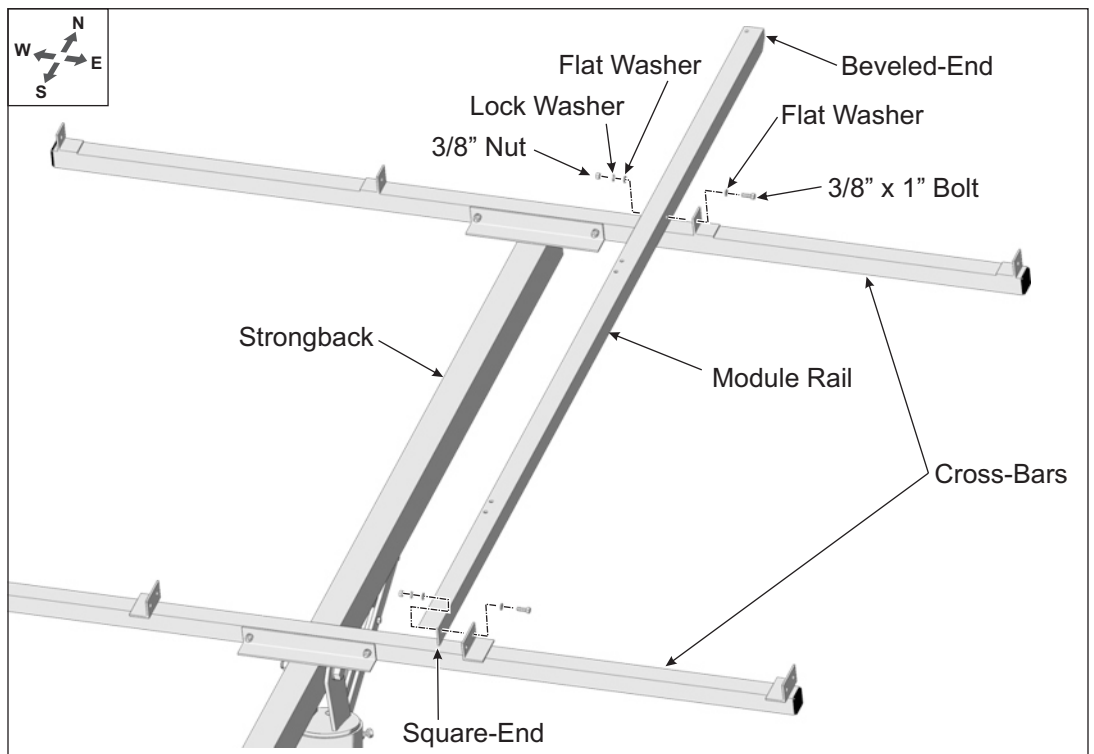 N
W
E
S
Flat Washer
Beveled-End
Lock Washer
Flat Washer
3/8” Nut
3/8” x 1” Bolt
Strongback
Module Rail
Cross-Bars
Square-End